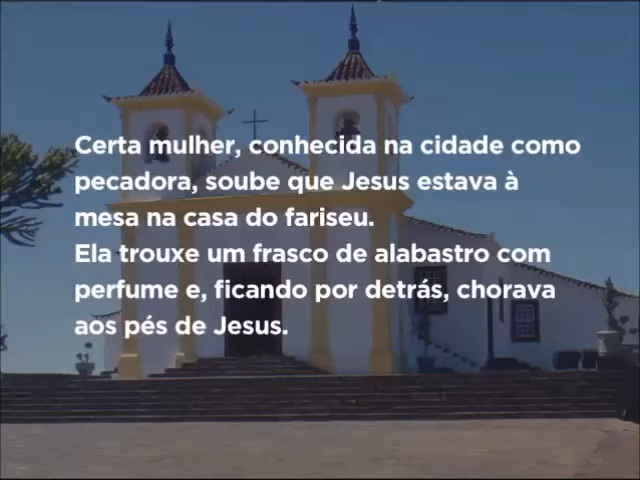 Certa mulher, conhecida na cidade como
pecadora, soube que Jesus estava à
mesa na casa do fariseu.
Ela trouxe um frasco de alabastro com
perfume e, ficando por detrás, chorava
aos pés de Jesus.